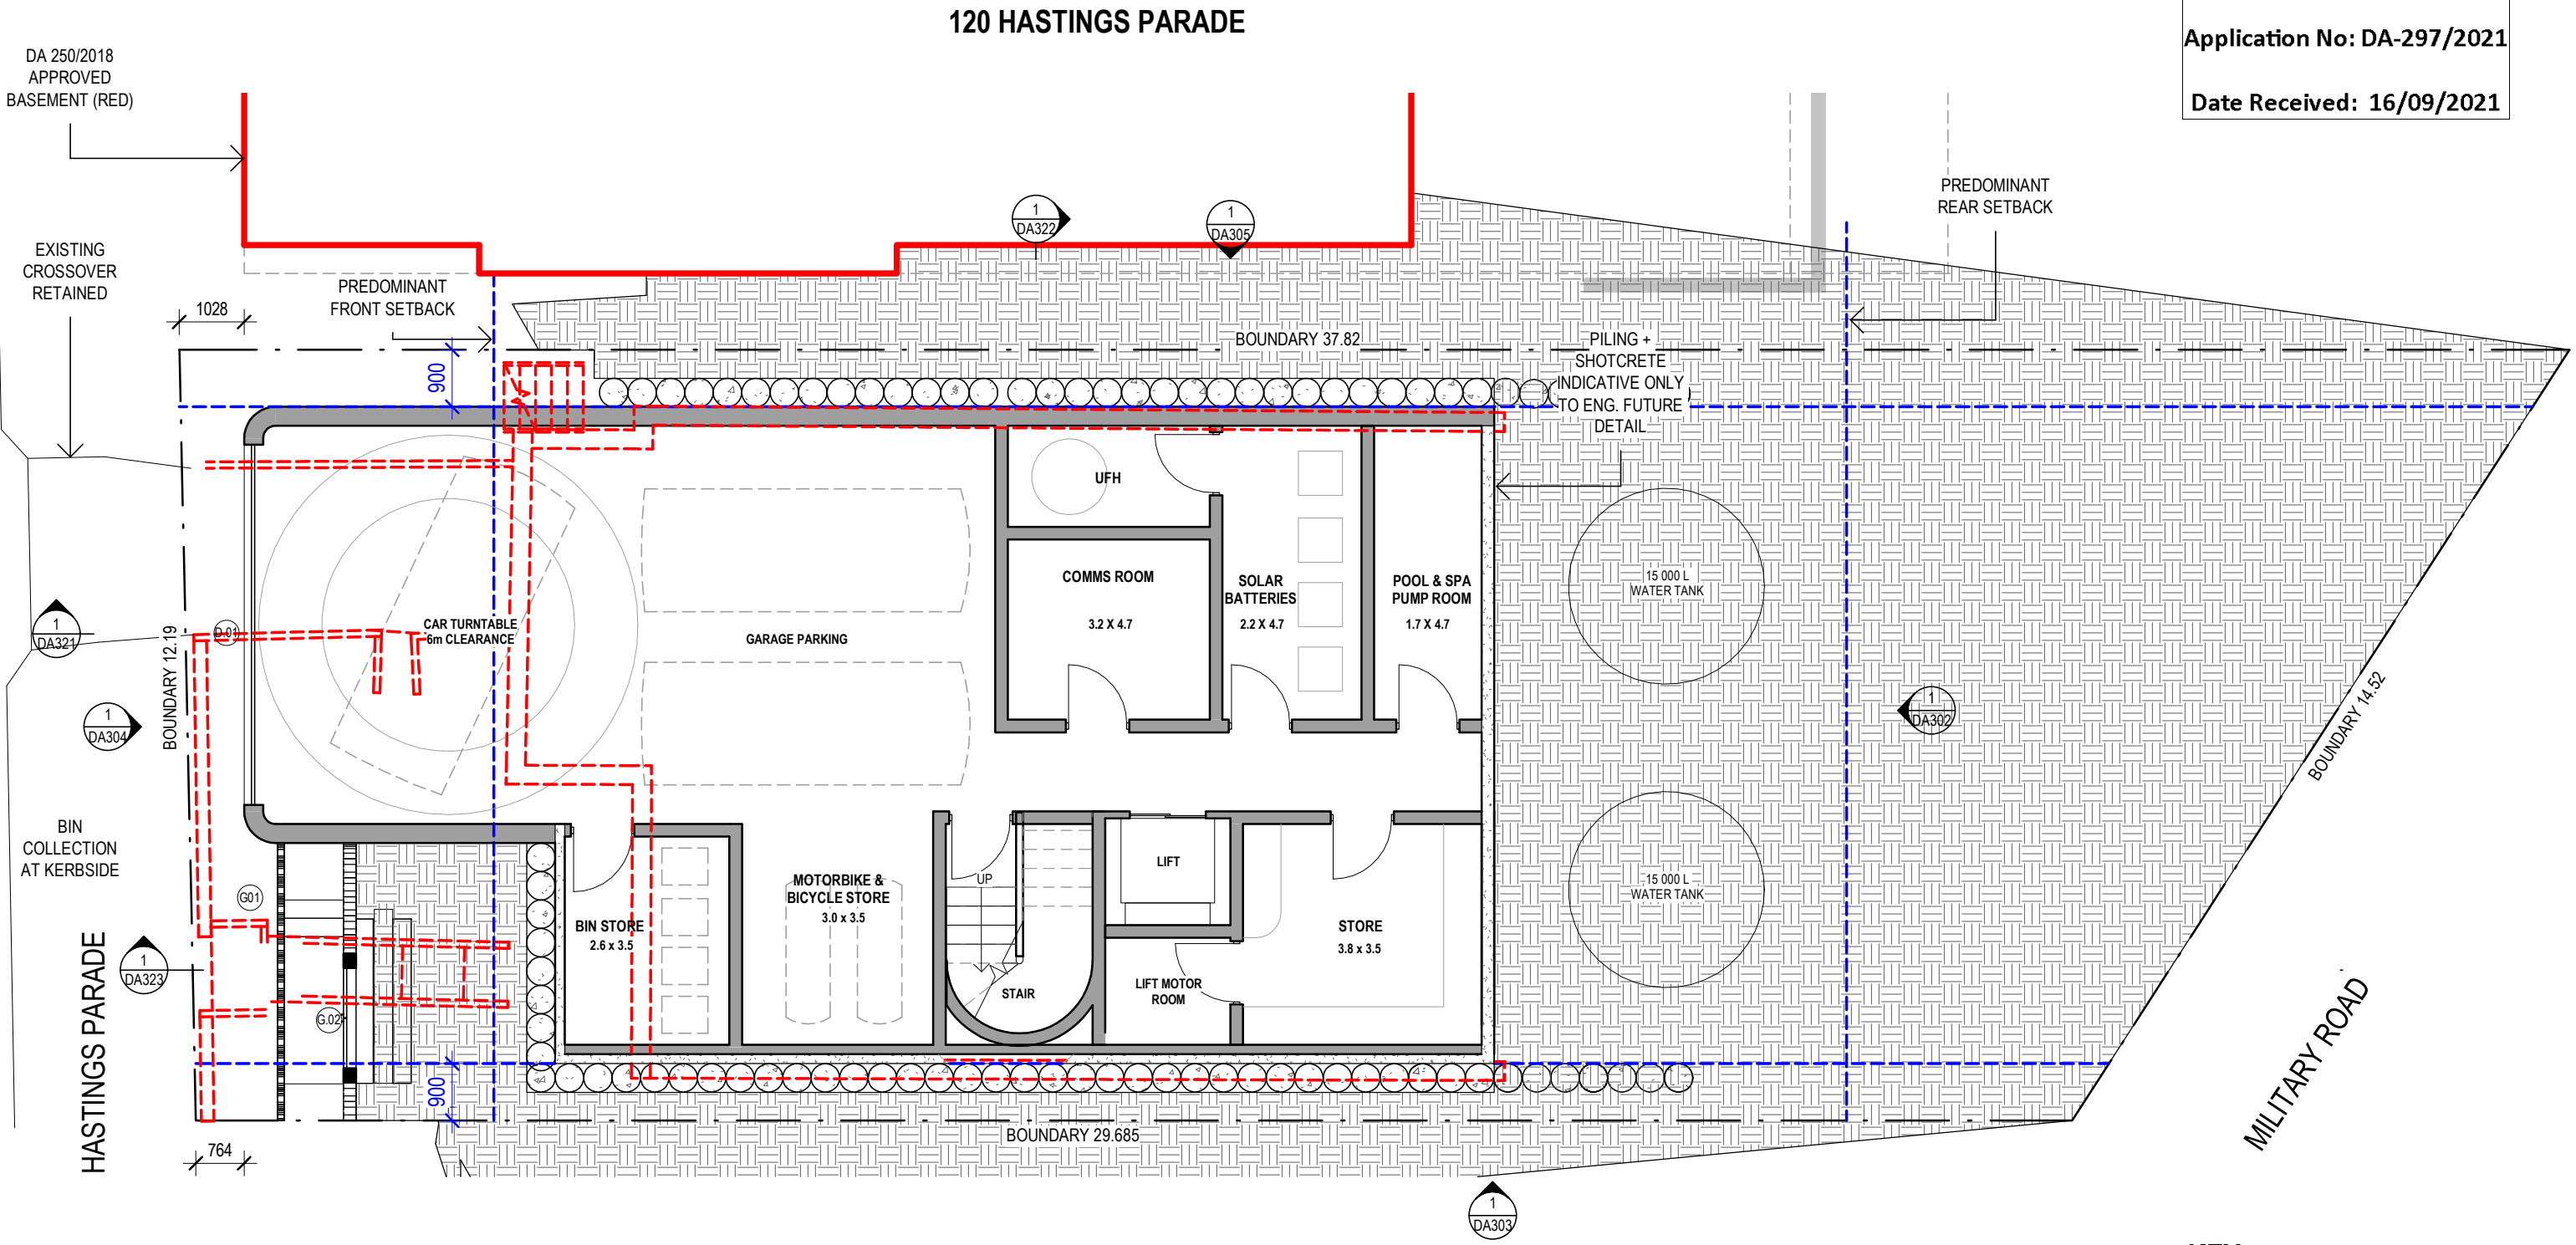 120 HASTINGS PARADE
Application No: DA-297/2021
Date Received: 16/09/2021
DA 250/2018
APPROVED
BASEMENT (RED)
EXISTING
CROSSOVER
RETAINED
1028
PREDOMINANT
FRONT SETBACK
1
DA322
1
DA305
PREDOMINANT
REAR SETBACK
900
BOUNDARY 37.82
PILING +
SHOTCRETE
INDICATIVE ONLY
TO ENG. FUTURE
DETAIL
UFH
COMMS ROOM
3.2 X 4.7
SOLAR
BATTERIES
2.2 X 4.7
POOL & SPA
PUMP ROOM
1.7 X 4.7
15 000 L
WATER TANK
1
DA321
D.01
CAR TURNTABLE
6m CLEARANCE
GARAGE PARKING
BOUNDARY 12.19
1
DA304
1
DA302
BOUNDARY 14.52
BIN
COLLECTION
AT KERBSIDE
G01
G.02
1
DA323
HASTINGS PARADE
BIN STORE
2.6 x 3.5
MOTORBIKE &
BICYCLE STORE
3.0 x 3.5
UP
STAIR
LIFT
LIFT MOTOR
ROOM
STORE
3.8 x 3.5
15 000 L
WATER TANK
MILITARY ROAD
900
764
BOUNDARY 29.685
1
DA303